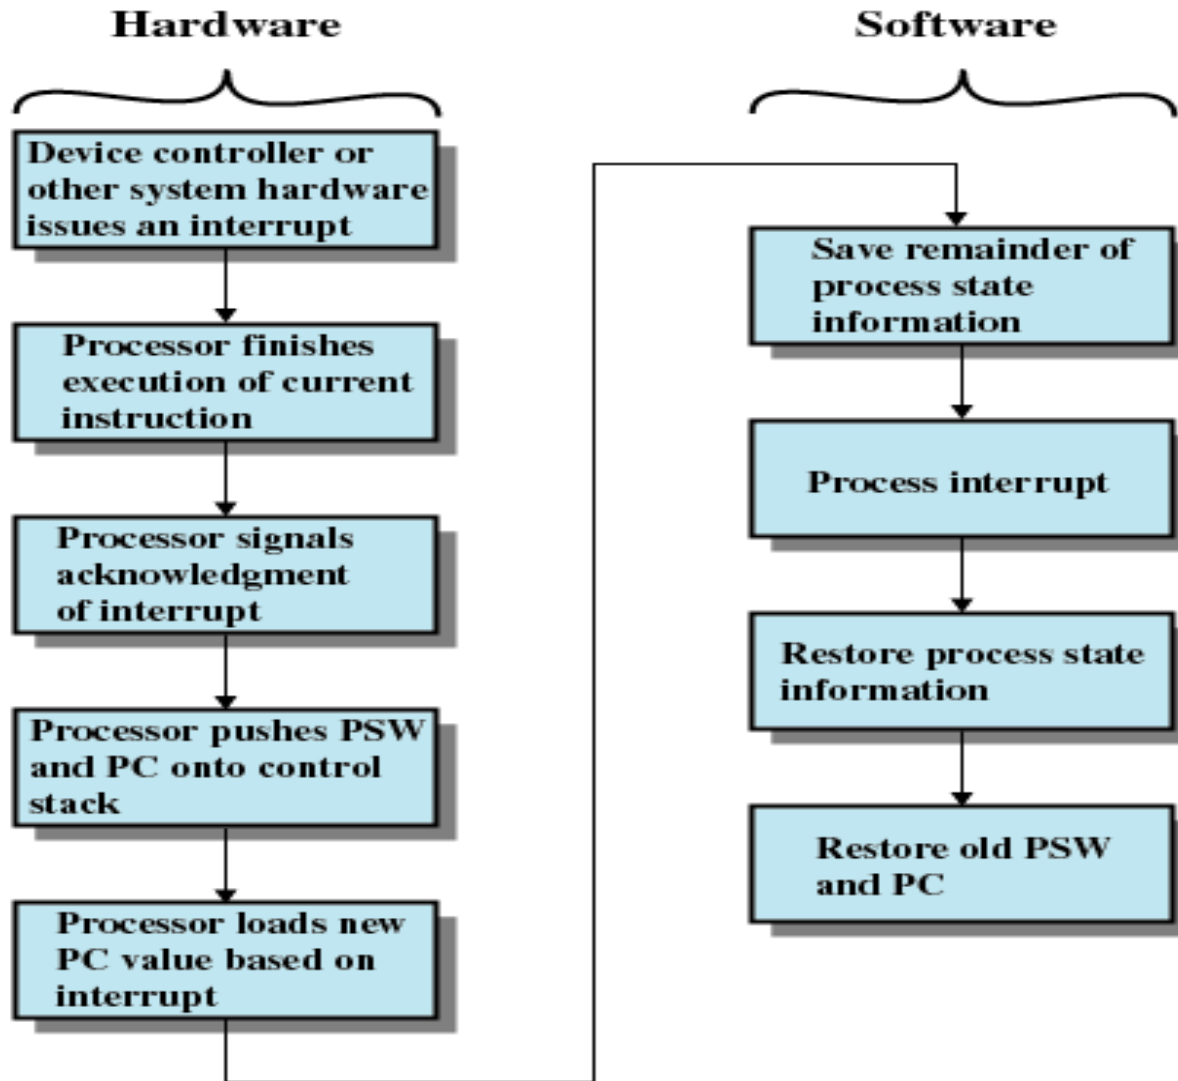 Hardware
Device controller or
other system hardware
issues an interrupt
Processor finishes
execution of current
instruction
Processor signals
acknowledgment
of interrupt
Processor pushes PSW
and PC onto control
stack
Processor loads new
PC value based on
interrupt
Software
Save remainder of
process state
information
Process interrupt
Restore process state
information
Restore old PSW
and PC